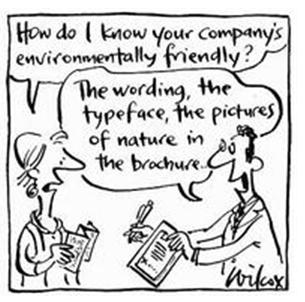 How do I know your company's
environmentally friendly?
The wording, the
typeface, the pictures
of nature in
the brochure...
Wilcox